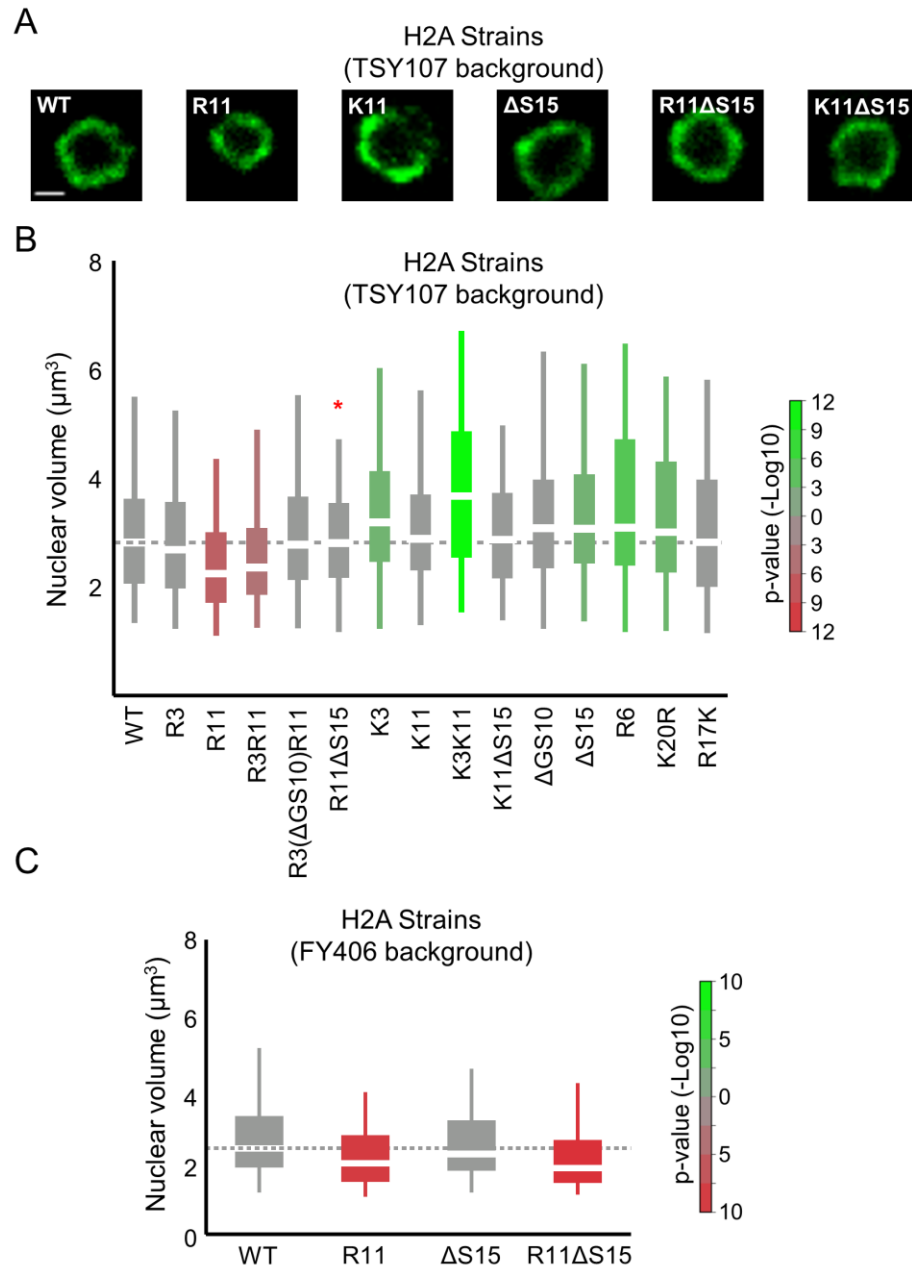 A
H2A Strains
(TSY107 background)
WT
R11
K11
ΔS15
R11ΔS15
K11ΔS15
B
H2A Strains
(TSY107 background)
Nuclear volume (µm³)
8
6
4
2
*
WT
R3
R11
R3R11
R3(ΔGS10)R11
R11ΔS15
K3
K11
K3K11
K11ΔS15
ΔGS10
ΔS15
R6
K20R
R17K
p-value (-Log10)
12
9
6
3
0
3
6
9
12
C
H2A Strains
(FY406 background)
Nuclear volume (µm³)
8
6
4
2
0
WT
R11
ΔS15
R11ΔS15
p-value (-Log10)
10
5
0
5
10